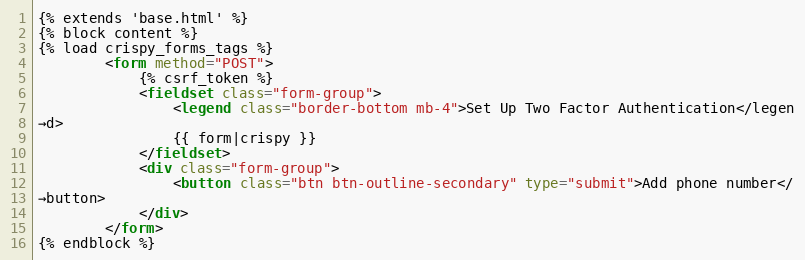 1 {% extends 'base.html' %}
2 {% block content %}
3 {% load crispy_forms_tags %}
4         <form method="POST">
5             {% csrf_token %}
6             <fieldset class="form-group">
7                 <legend class="border-bottom mb-4">Set Up Two Factor Authentication</legen
8 →d>
9                 {{ form|crispy }}
10             </fieldset>
11             <div class="form-group">
12                 <button class="btn btn-outline-secondary" type="submit">Add phone number</
13 →button>
14             </div>
15         </form>
16 {% endblock %}